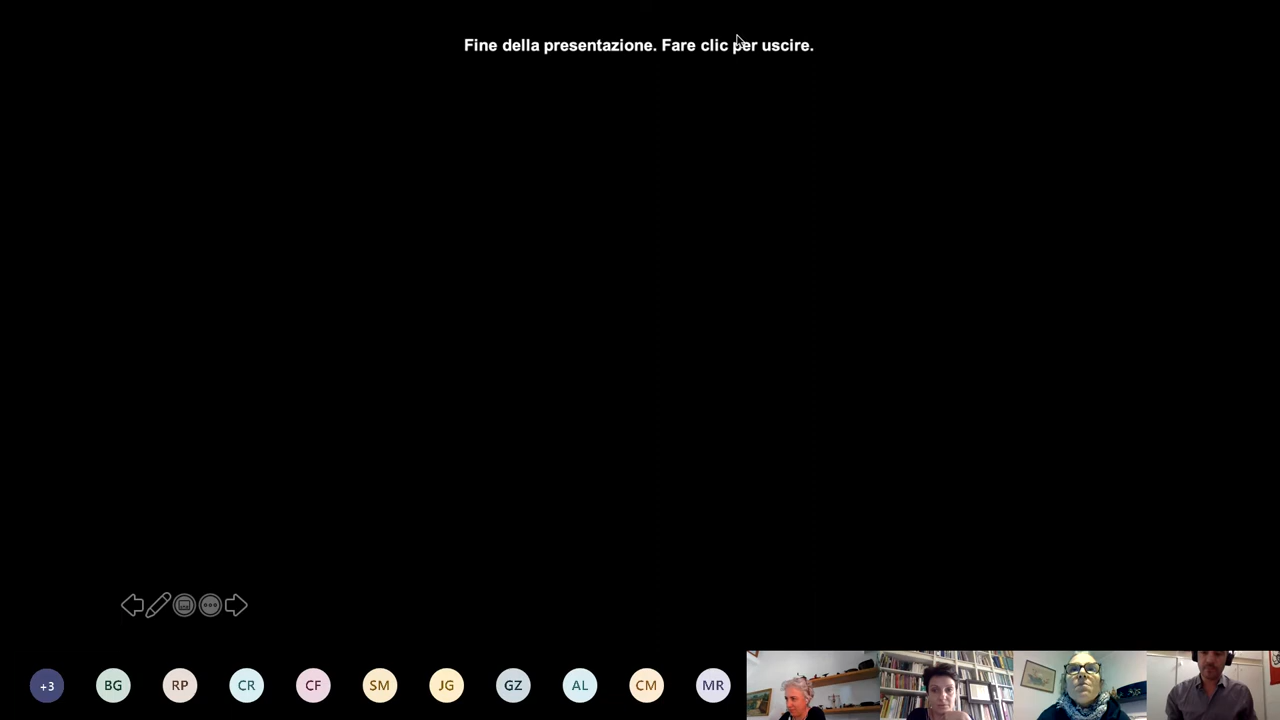 Fine della presentazione. Fare clic per uscire.
+3 BG RP CR CF SM JG GZ AL CM MR